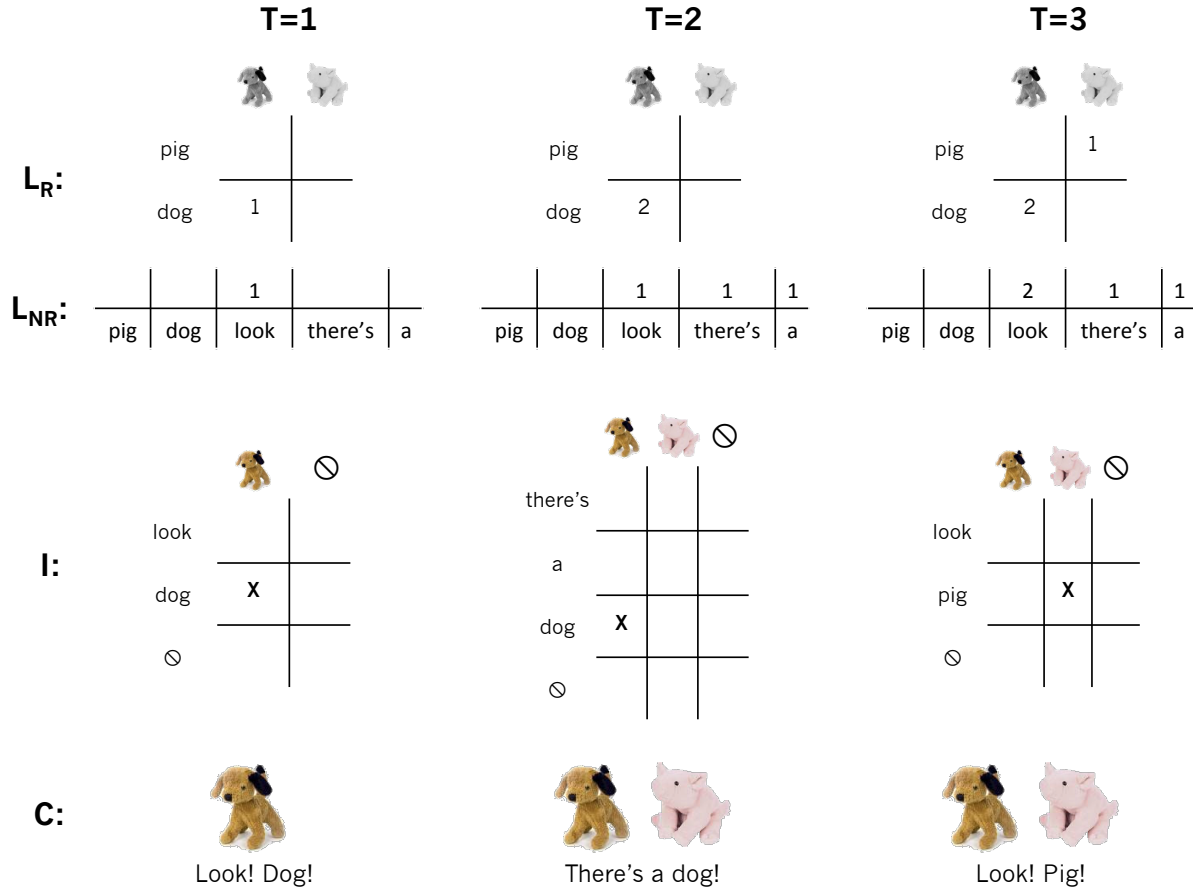 T=1 T=2 T=3
pig pig pig 1
L_R:
dog 1 dog 2 dog 2
1 1 1 1 2 1 1
L_NR:
pig dog look there's a pig dog look there's a pig dog look there's a
there's
look look
I: a
dog X pig X
dog X
C:
Look! Dog! There's a dog! Look! Pig!